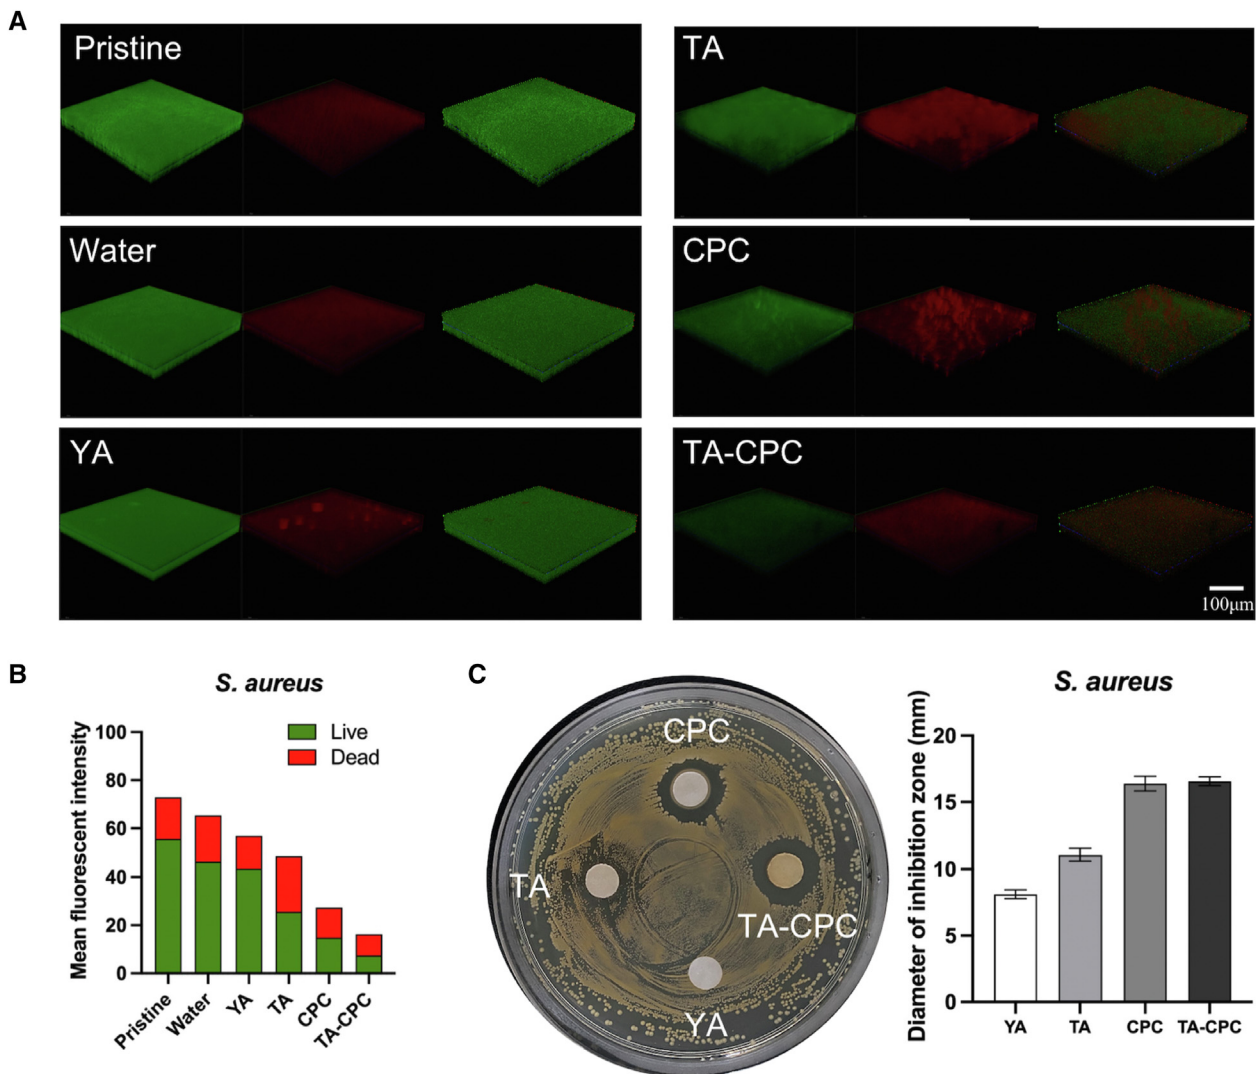 A
Pristine
TA
Water
CPC
YA
TA-CPC
100μm
B
S. aureus
Mean fluorescent intensity
100
80
60
40
20
0
Live
Dead
Pristine
Water
YA
TA
CPC
TA-CPC
C
CPC
TA
TA-CPC
YA
S. aureus
Diameter of inhibition zone (mm)
20
15
10
5
0
YA
TA
CPC
TA-CPC